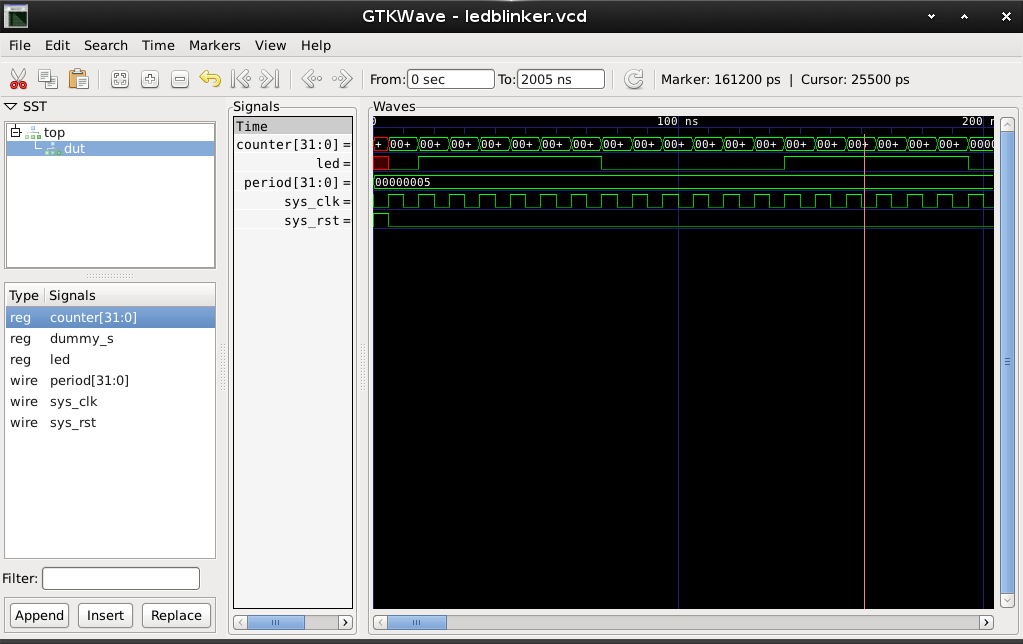 GTKWave - ledblinker.vcd
File Edit Search Time Markers View Help
From: 0 sec To: 2005 ns Marker: 161200 ps | Cursor: 25500 ps
SST
top
dut
Type Signals
reg counter[31:0]
reg dummy_s
reg led
wire period[31:0]
wire sys_clk
wire sys_rst
Filter:
Append Insert Replace
Signals
Time
counter[31:0] =
led =
period[31:0] =
sys_clk =
sys_rst =
Waves
0 100 ns 200 n
+ 00+ 00+ 00+ 00+ 00+ 00+ 00+ 00+ 00+ 00+ 00+ 00+ 00+ 00+ 00+ 00+ 00+ 00+ 00+ 000
00000005